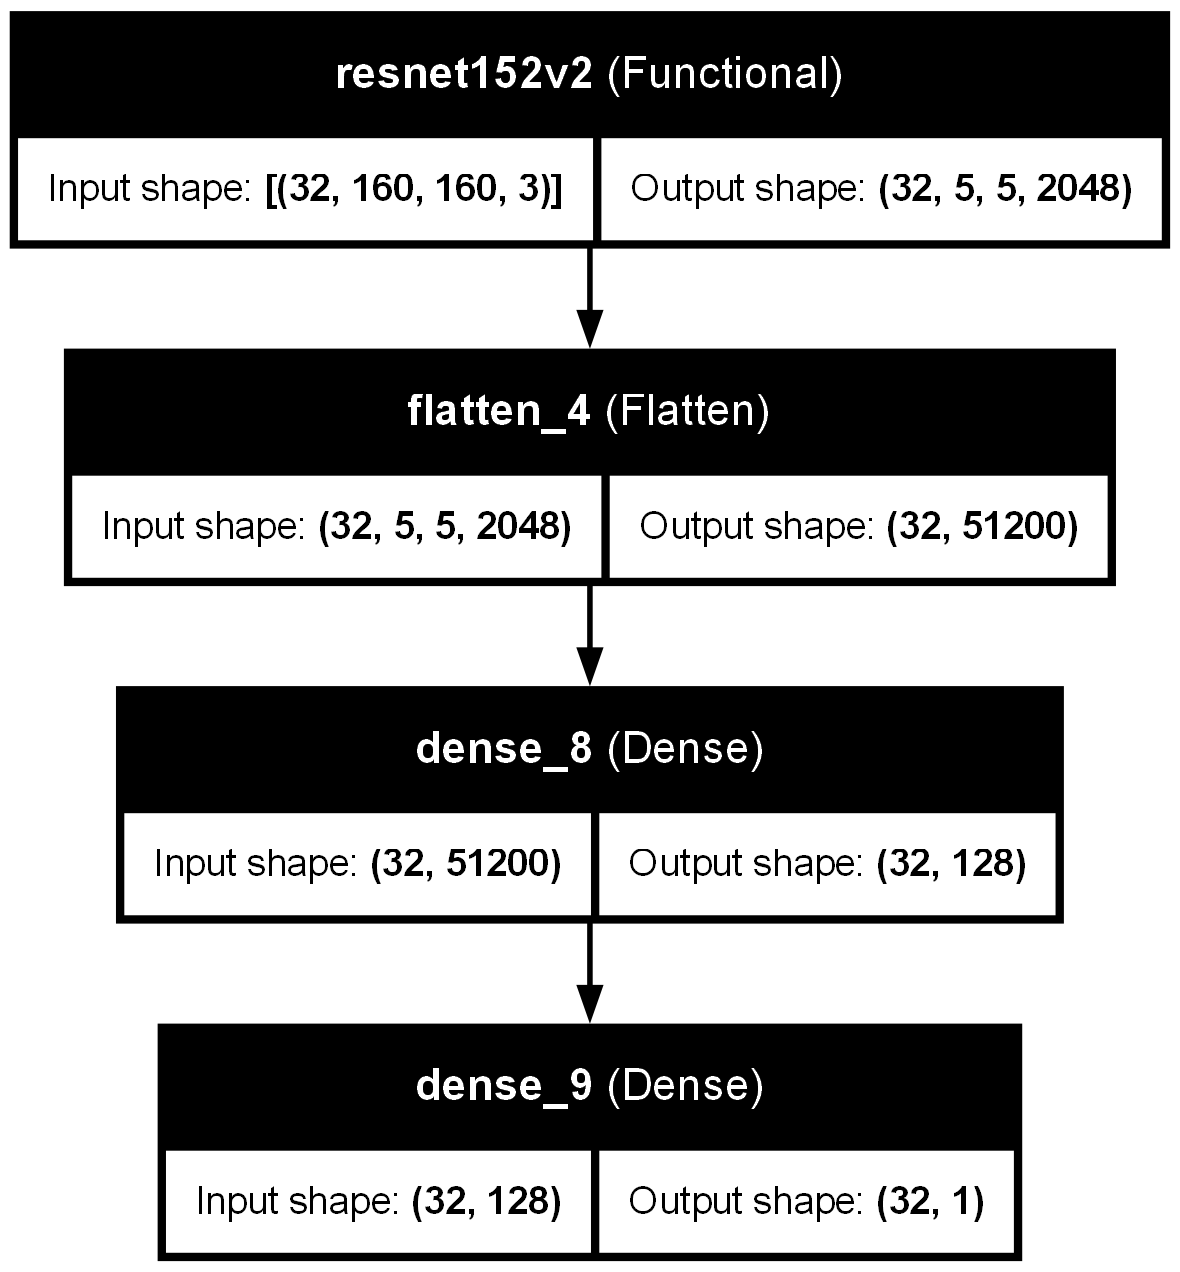 resnet152v2 (Functional)
Input shape: [(32, 160, 160, 3)] Output shape: (32, 5, 5, 2048)
flatten_4 (Flatten)
Input shape: (32, 5, 5, 2048) Output shape: (32, 51200)
dense_8 (Dense)
Input shape: (32, 51200) Output shape: (32, 128)
dense_9 (Dense)
Input shape: (32, 128) Output shape: (32, 1)